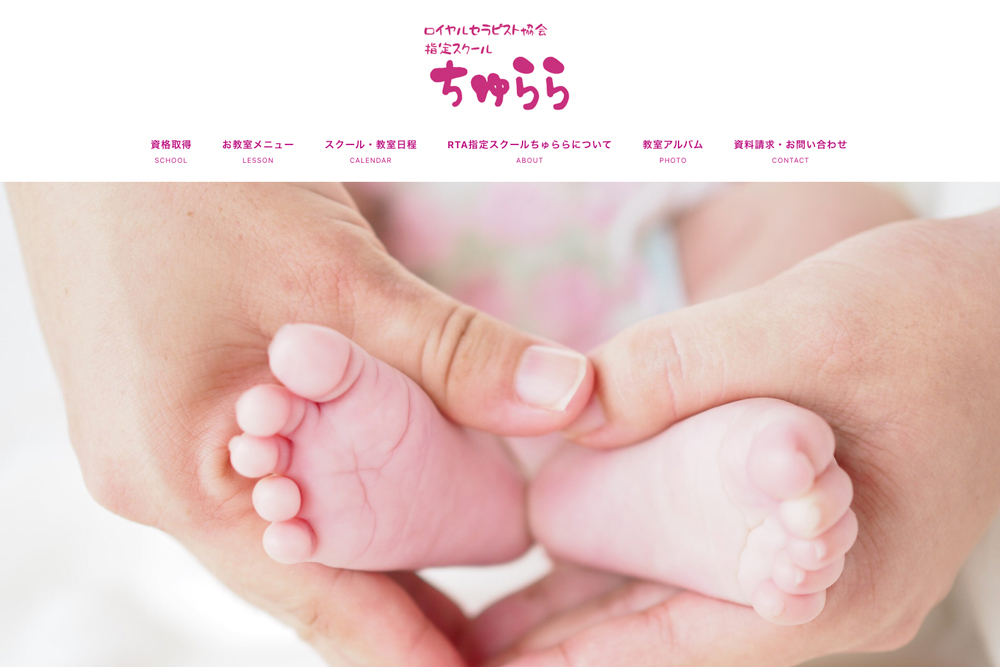 ロイヤルセラピスト協会
指定スクール
ちゅらら
資格取得
SCHOOL
お教室メニュー
LESSON
スクール・教室日程
CALENDAR
RTA指定スクールちゅららについて
ABOUT
教室アルバム
PHOTO
資料請求・お問い合わせ
CONTACT